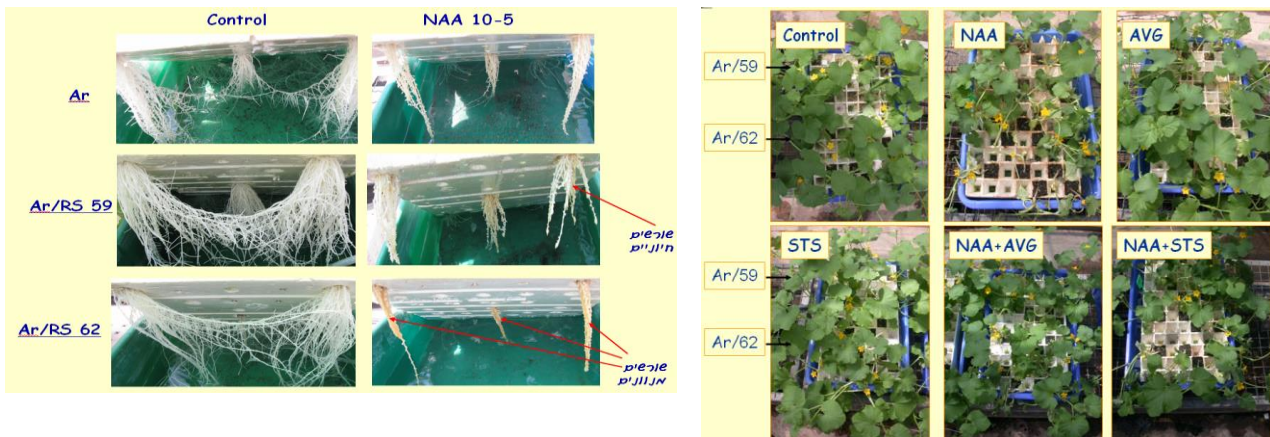 Control
NAA 10-5
Ar
Ar/RS 59
שורשים
חיוניים
Ar/RS 62
שורשים
מנוונים
Control
NAA
AVG
Ar/59
Ar/62
STS
NAA+AVG
NAA+STS
Ar/59
Ar/62